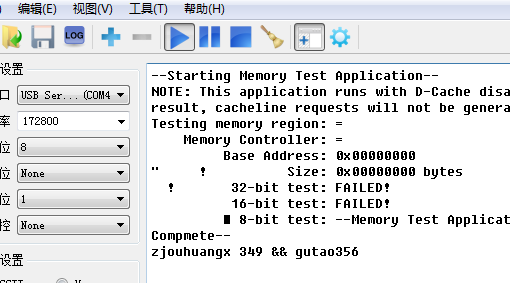 编辑(E) 视图(V) 工具(T) 帮助(H)
LOG
设置
口 USB Ser... (COM4
率 172800
位 8
位 None
位 1
控 None
设置
--Starting Memory Test Application--
NOTE: This application runs with D-Cache disa
result, cacheline requests will not be genera
Testing memory region: =
Memory Controller: =
Base Address: 0x00000000
" ! Size: 0x00000000 bytes
! 32-bit test: FAILED!
16-bit test: FAILED!
8-bit test: --Memory Test Applicat
Compmete--
zjouhuangx 349 && gutao356